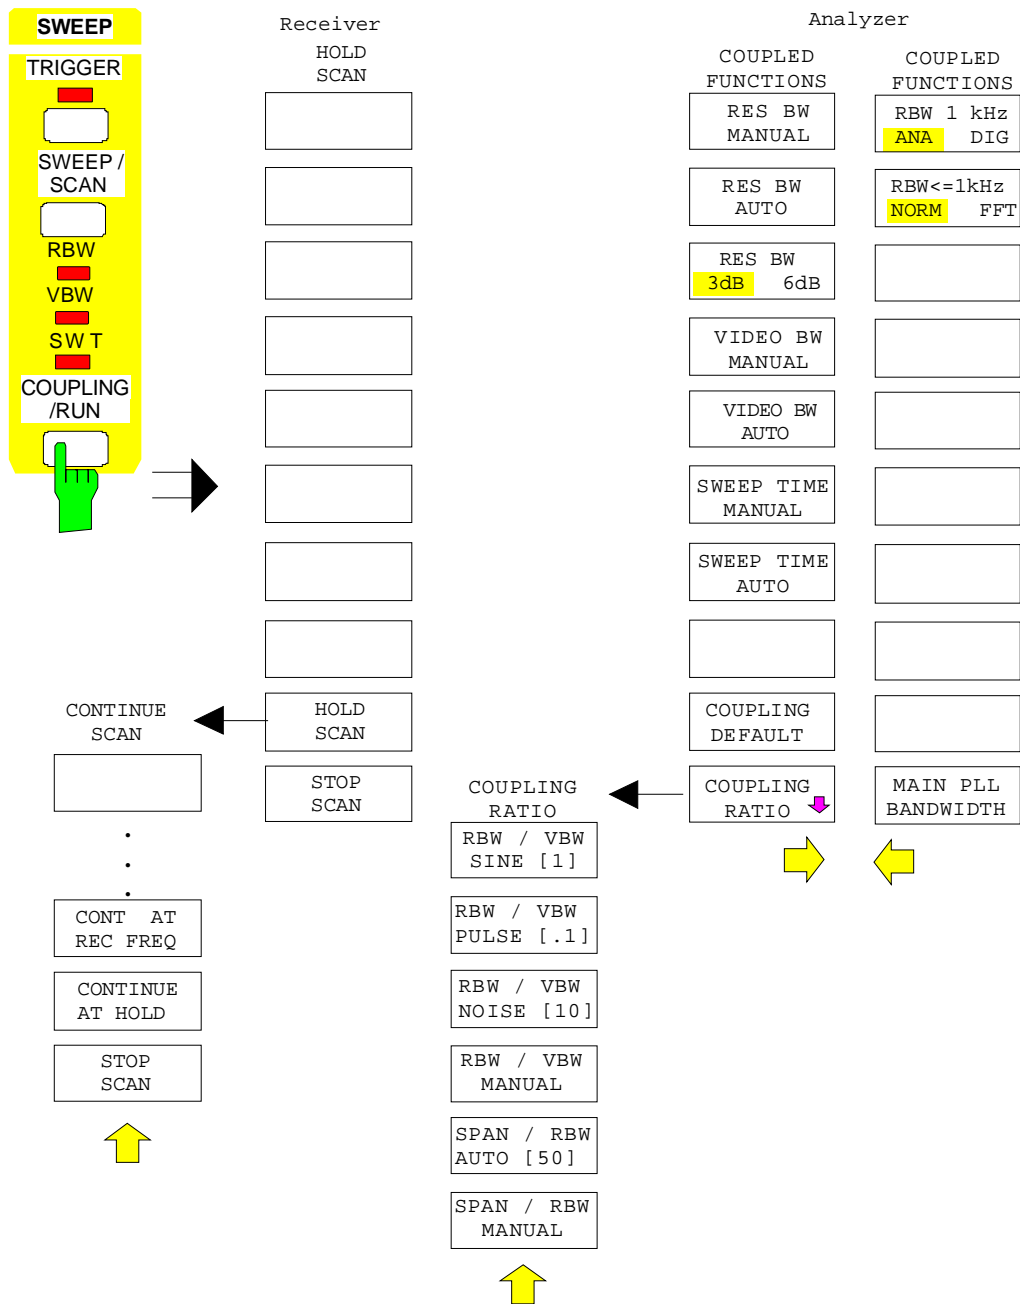 SWEEP
TRIGGER
SWEEP /
SCAN
RBW
VBW
SW T
COUPLING
/RUN
Receiver
HOLD
SCAN
HOLD
SCAN
STOP
SCAN
CONTINUE
SCAN
.
.
.
CONT AT
REC FREQ
CONTINUE
AT HOLD
STOP
SCAN
Analyzer
COUPLED
FUNCTIONS
RES BW
MANUAL
RES BW
AUTO
RES BW
3dB 6dB
VIDEO BW
MANUAL
VIDEO BW
AUTO
SWEEP TIME
MANUAL
SWEEP TIME
AUTO
COUPLING
DEFAULT
COUPLING
RATIO
COUPLED
FUNCTIONS
RBW 1 kHz
ANA DIG
RBW<=1kHz
NORM FFT
MAIN PLL
BANDWIDTH
COUPLING
RATIO
RBW / VBW
SINE [1]
RBW / VBW
PULSE [.1]
RBW / VBW
NOISE [10]
RBW / VBW
MANUAL
SPAN / RBW
AUTO [50]
SPAN / RBW
MANUAL